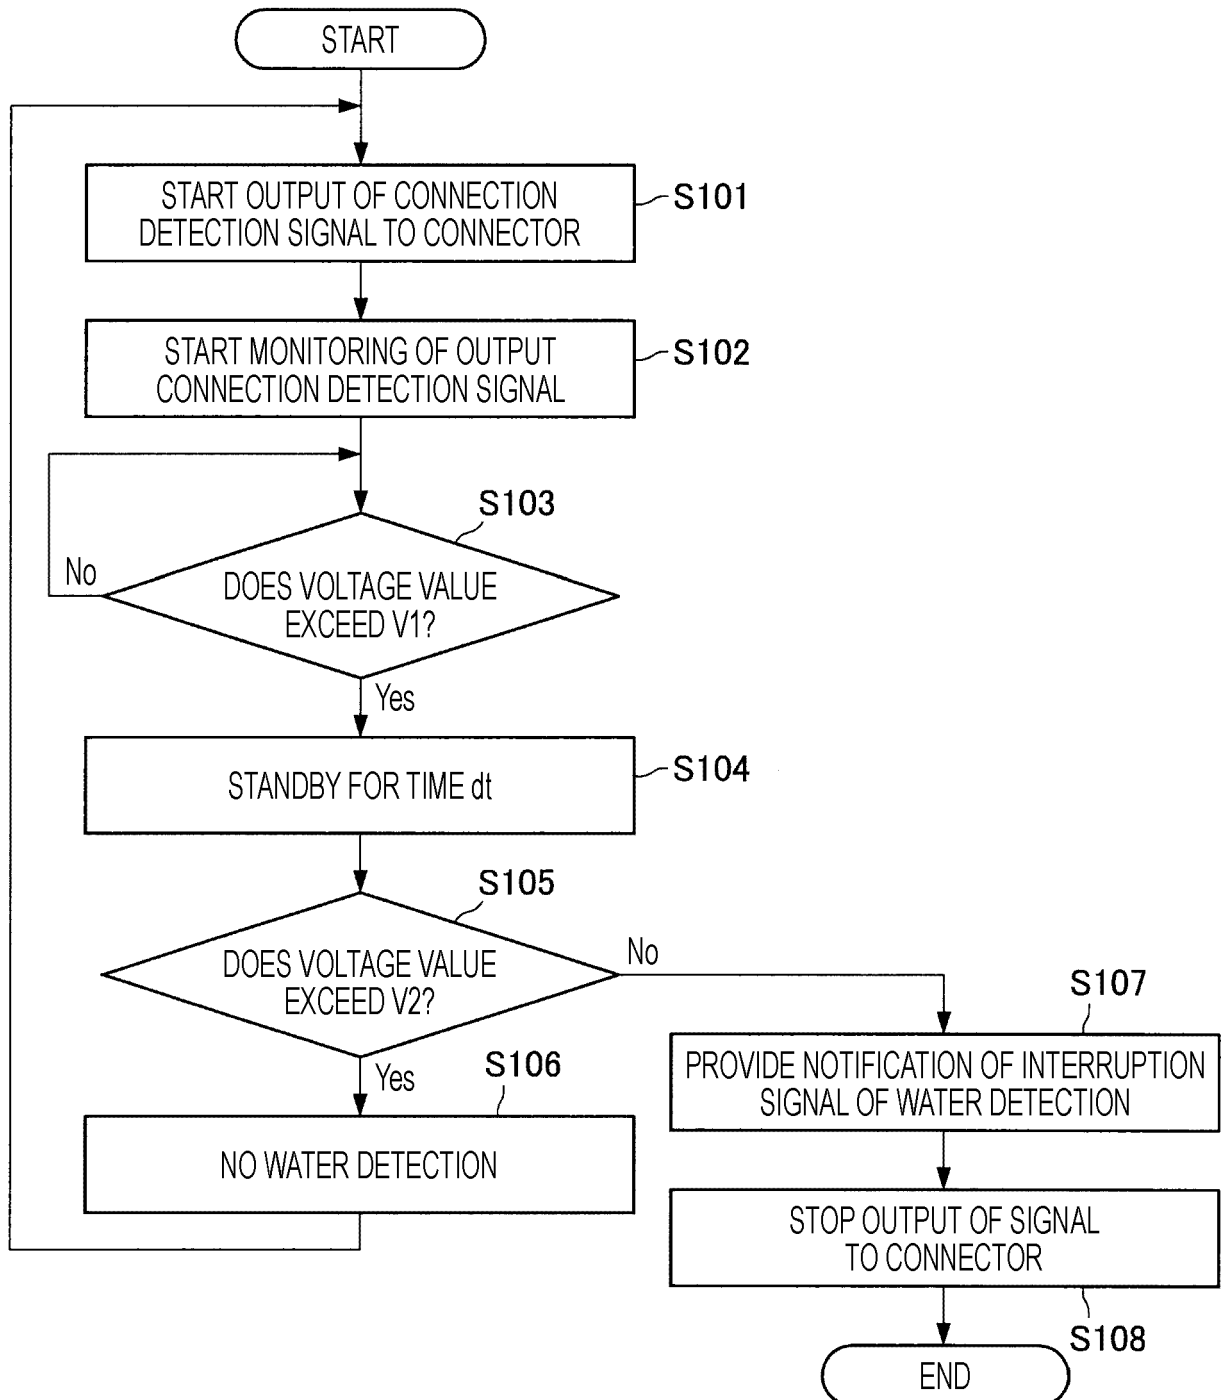 START
START OUTPUT OF CONNECTION
DETECTION SIGNAL TO CONNECTOR
S101
START MONITORING OF OUTPUT
CONNECTION DETECTION SIGNAL
S102
S103
No
DOES VOLTAGE VALUE
EXCEED V1?
Yes
STANDBY FOR TIME dt
S104
S105
DOES VOLTAGE VALUE
EXCEED V2?
No
Yes
S106
NO WATER DETECTION
S107
PROVIDE NOTIFICATION OF INTERRUPTION
SIGNAL OF WATER DETECTION
STOP OUTPUT OF SIGNAL
TO CONNECTOR
S108
END